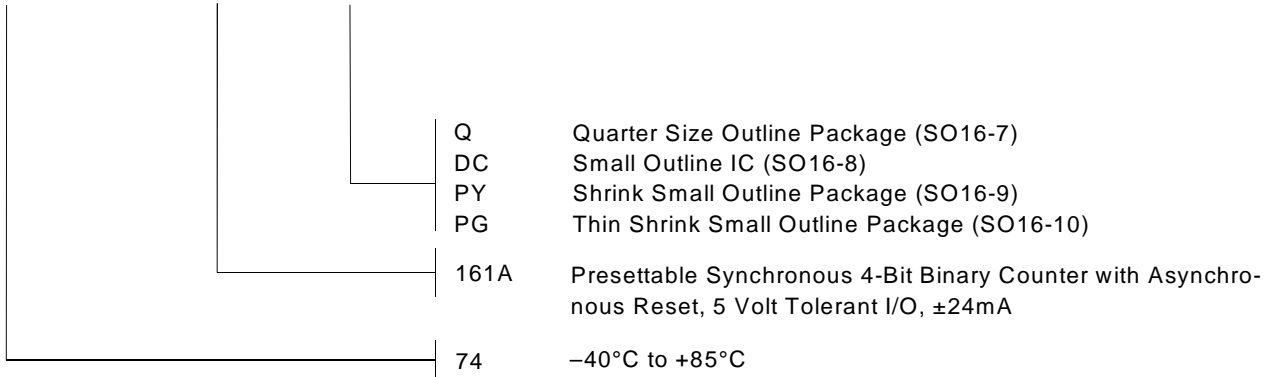 Q Quarter Size Outline Package (SO16-7)
DC Small Outline IC (SO16-8)
PY Shrink Small Outline Package (SO16-9)
PG Thin Shrink Small Outline Package (SO16-10)
161A Presettable Synchronous 4-Bit Binary Counter with Asynchro-
nous Reset, 5 Volt Tolerant I/O, ±24mA
74 –40°C to +85°C